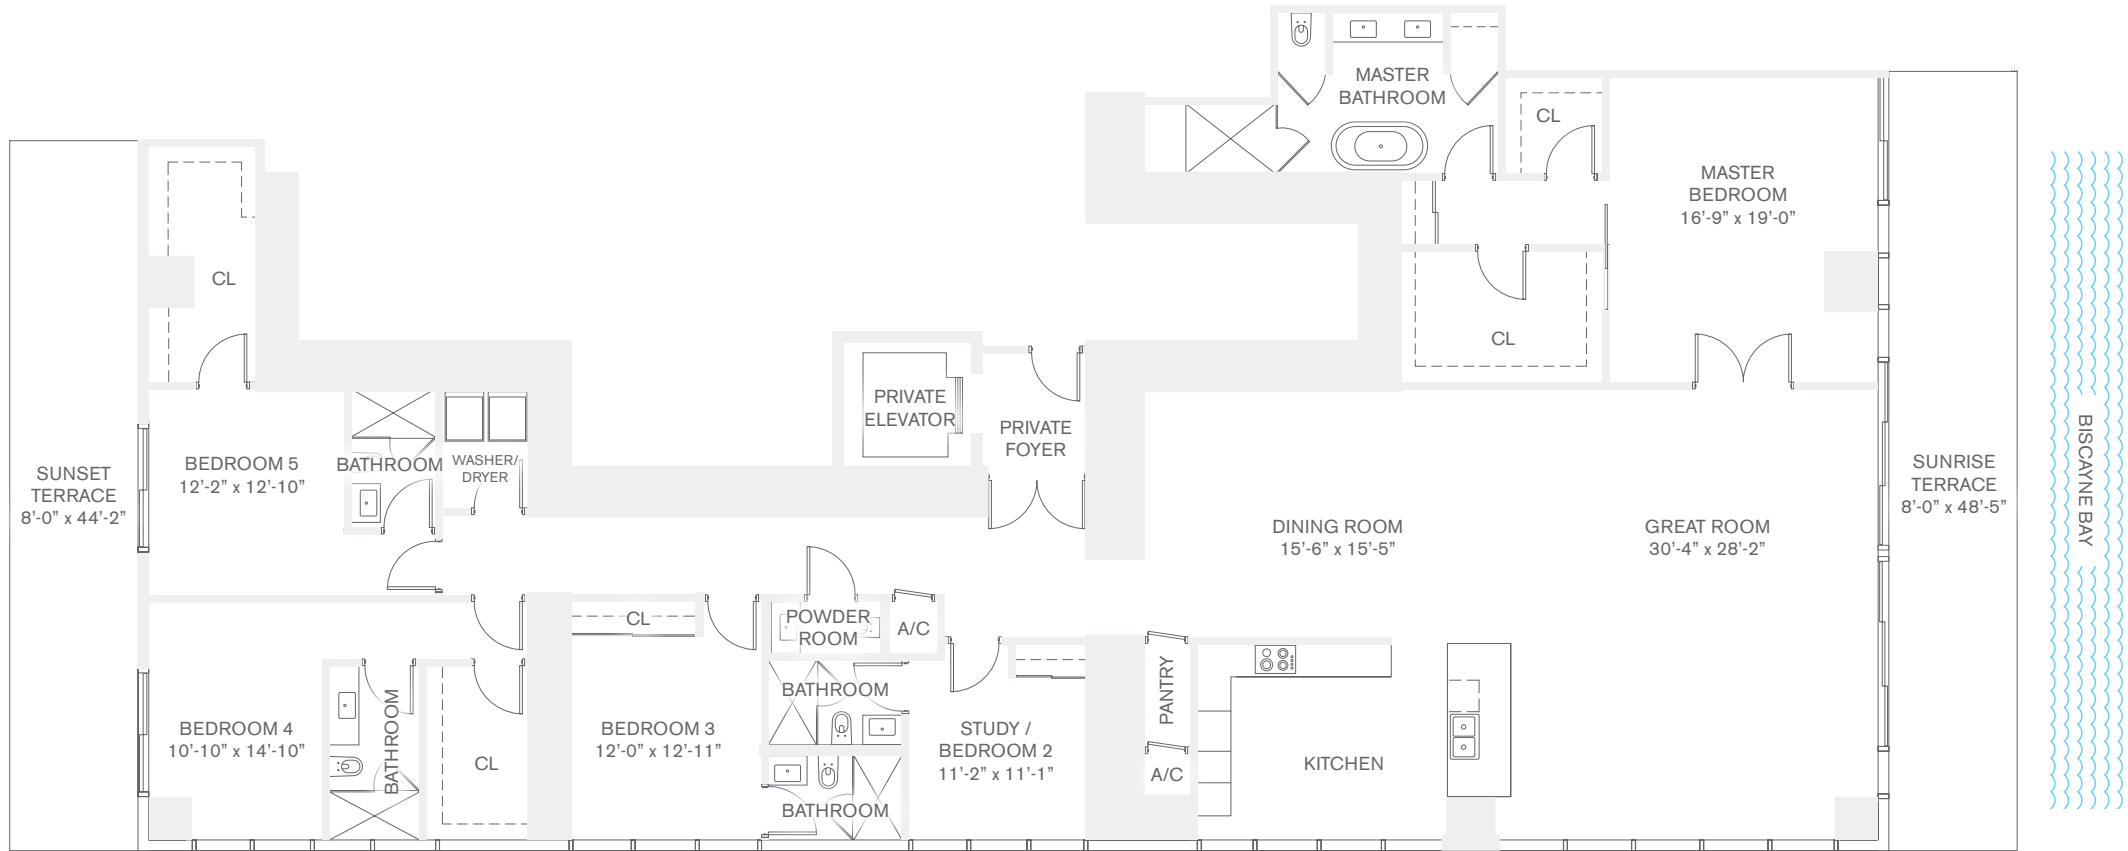 MASTER
BATHROOM
CL
MASTER
BEDROOM
16'-9" x 19'-0"
CL
CL
PRIVATE
ELEVATOR
PRIVATE
FOYER
SUNSET
TERRACE
8'-0" x 44'-2"
BEDROOM 5
12'-2" x 12'-10"
BATHROOM
WASHER/
DRYER
DINING ROOM
15'-6" x 15'-5"
GREAT ROOM
30'-4" x 28'-2"
SUNRISE
TERRACE
8'-0" x 48'-5"
BISCAYNE BAY
CL
POWDER
ROOM
A/C
BEDROOM 4
10'-10" x 14'-10"
BATHROOM
CL
BEDROOM 3
12'-0" x 12'-11"
BATHROOM
BATHROOM
STUDY /
BEDROOM 2
11'-2" x 11'-1"
PANTRY
A/C
KITCHEN